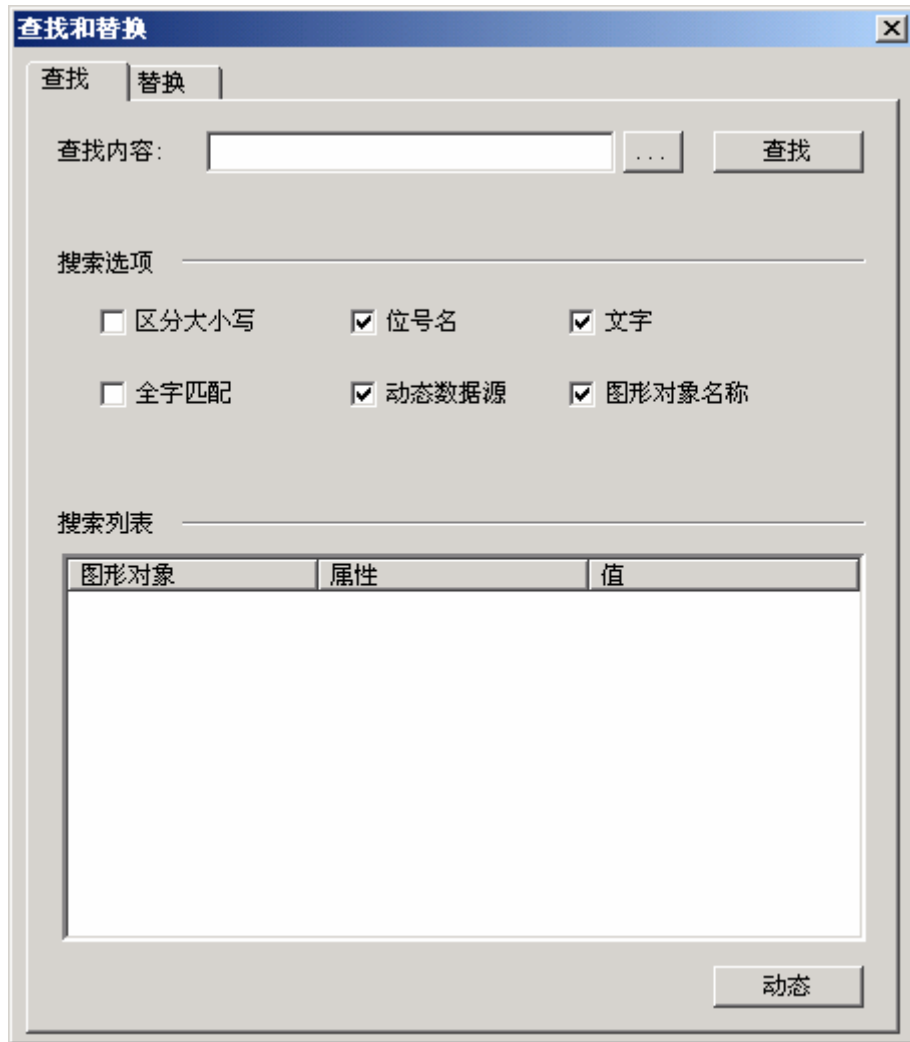 查找和替换
查找 替换
查找内容: ... 查找
搜索选项
区分大小写 位号名 文字
全字匹配 动态数据源 图形对象名称
搜索列表
图形对象 属性 值
动态